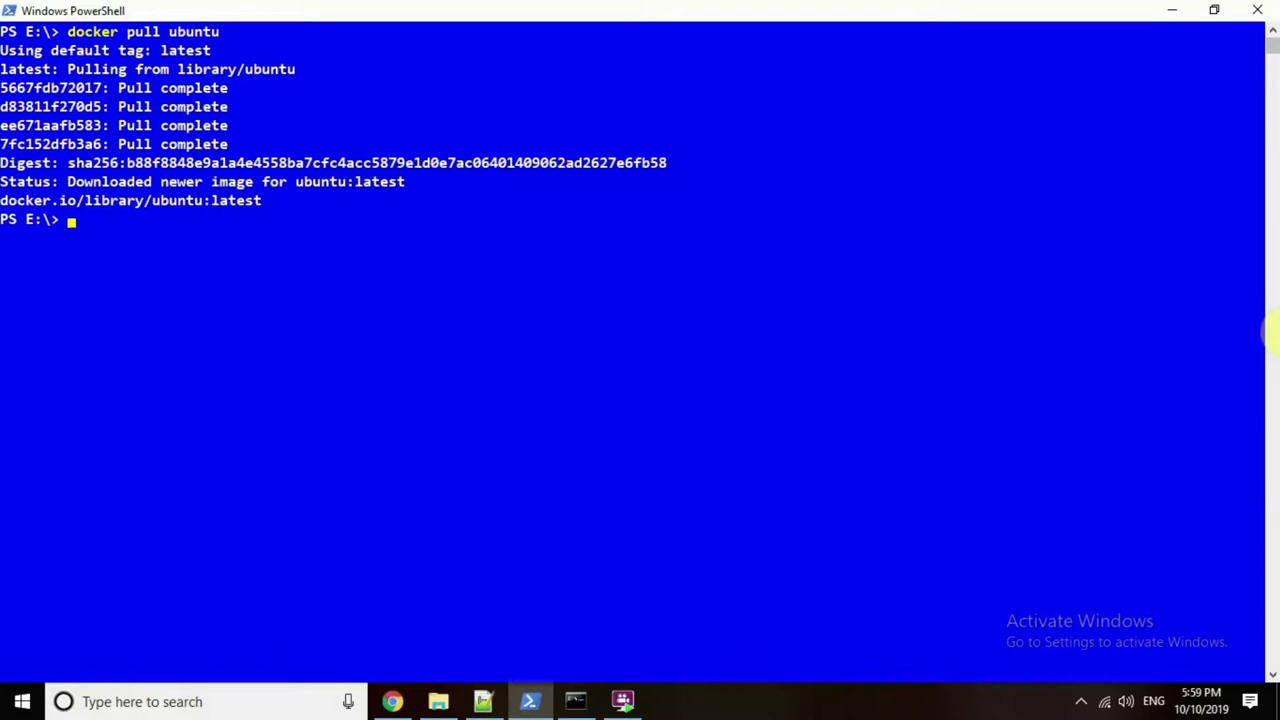 Windows PowerShell
PS E:\> docker pull ubuntu
Using default tag: latest
latest: Pulling from library/ubuntu
5667fdb72017: Pull complete
d83811f270d5: Pull complete
ee671aafb583: Pull complete
7fc152dfb3a6: Pull complete
Digest: sha256:b88f8848e9a1a4e4558ba7cfc4acc5879e1d0e7ac06401409062ad2627e6fb58
Status: Downloaded newer image for ubuntu:latest
docker.io/library/ubuntu:latest
PS E:\>
Activate Windows
Go to Settings to activate Windows.
Type here to search
ENG
5:59 PM
10/10/2019